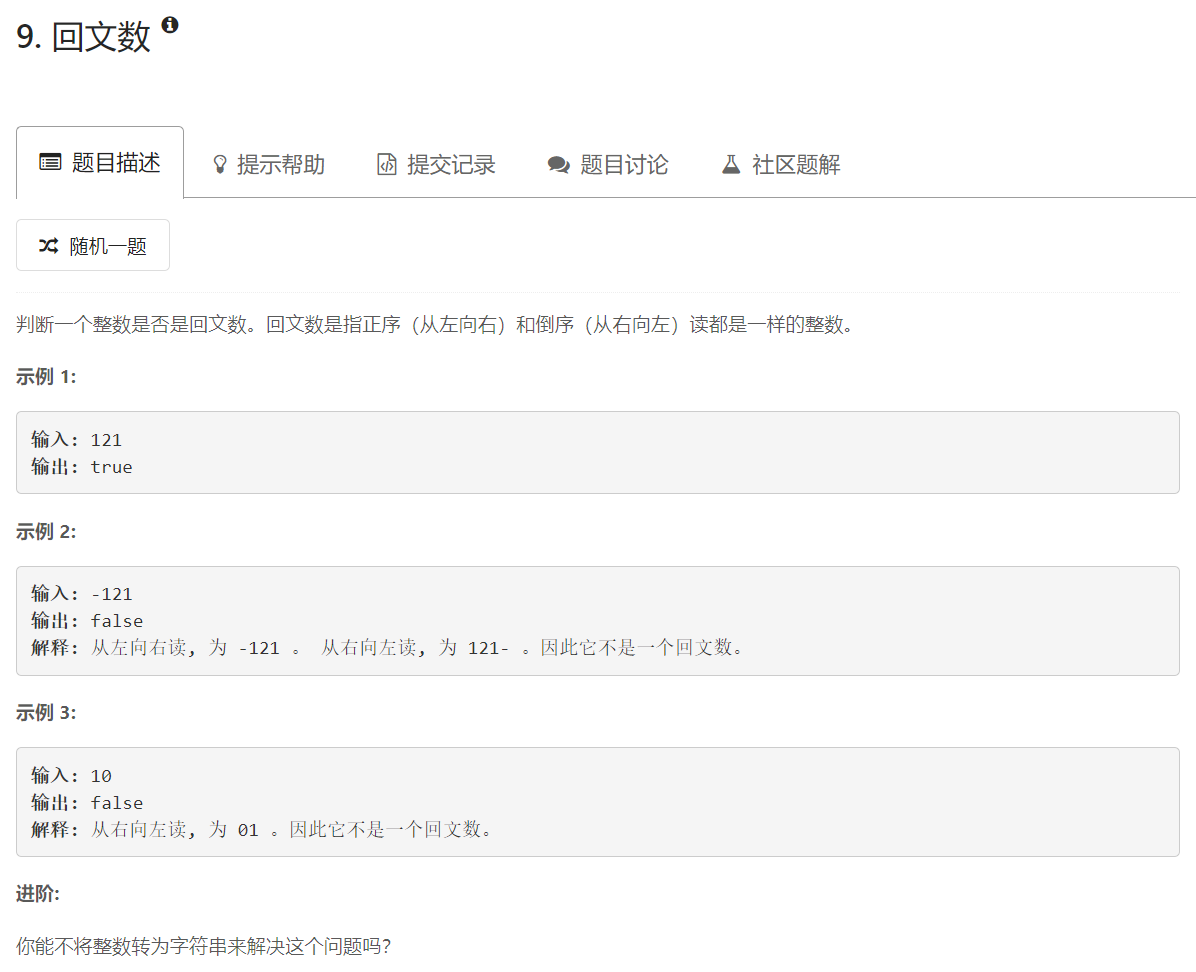 9. 回文数
题目描述 提示帮助 提交记录 题目讨论 社区题解
随机一题
判断一个整数是否是回文数。回文数是指正序（从左向右）和倒序（从右向左）读都是一样的整数。
示例 1:
输入: 121
输出: true
示例 2:
输入: -121
输出: false
解释: 从左向右读, 为 -121 。 从右向左读, 为 121- 。因此它不是一个回文数。
示例 3:
输入: 10
输出: false
解释: 从右向左读, 为 01 。因此它不是一个回文数。
进阶:
你能不将整数转为字符串来解决这个问题吗？